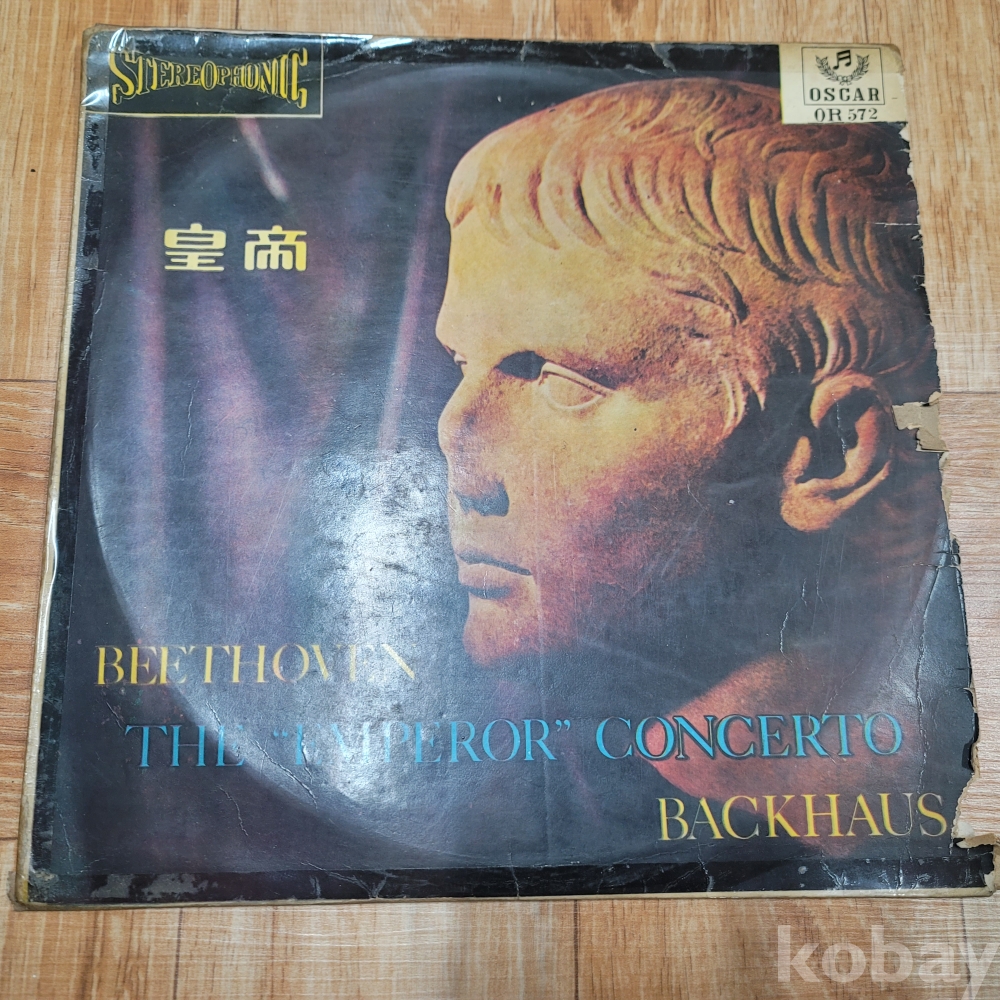 STEREOPHONIC
OSCAR
OR 572
皇帝
BEETHOVEN
THE "EMPEROR" CONCERTO
BACKHAUS
kobay